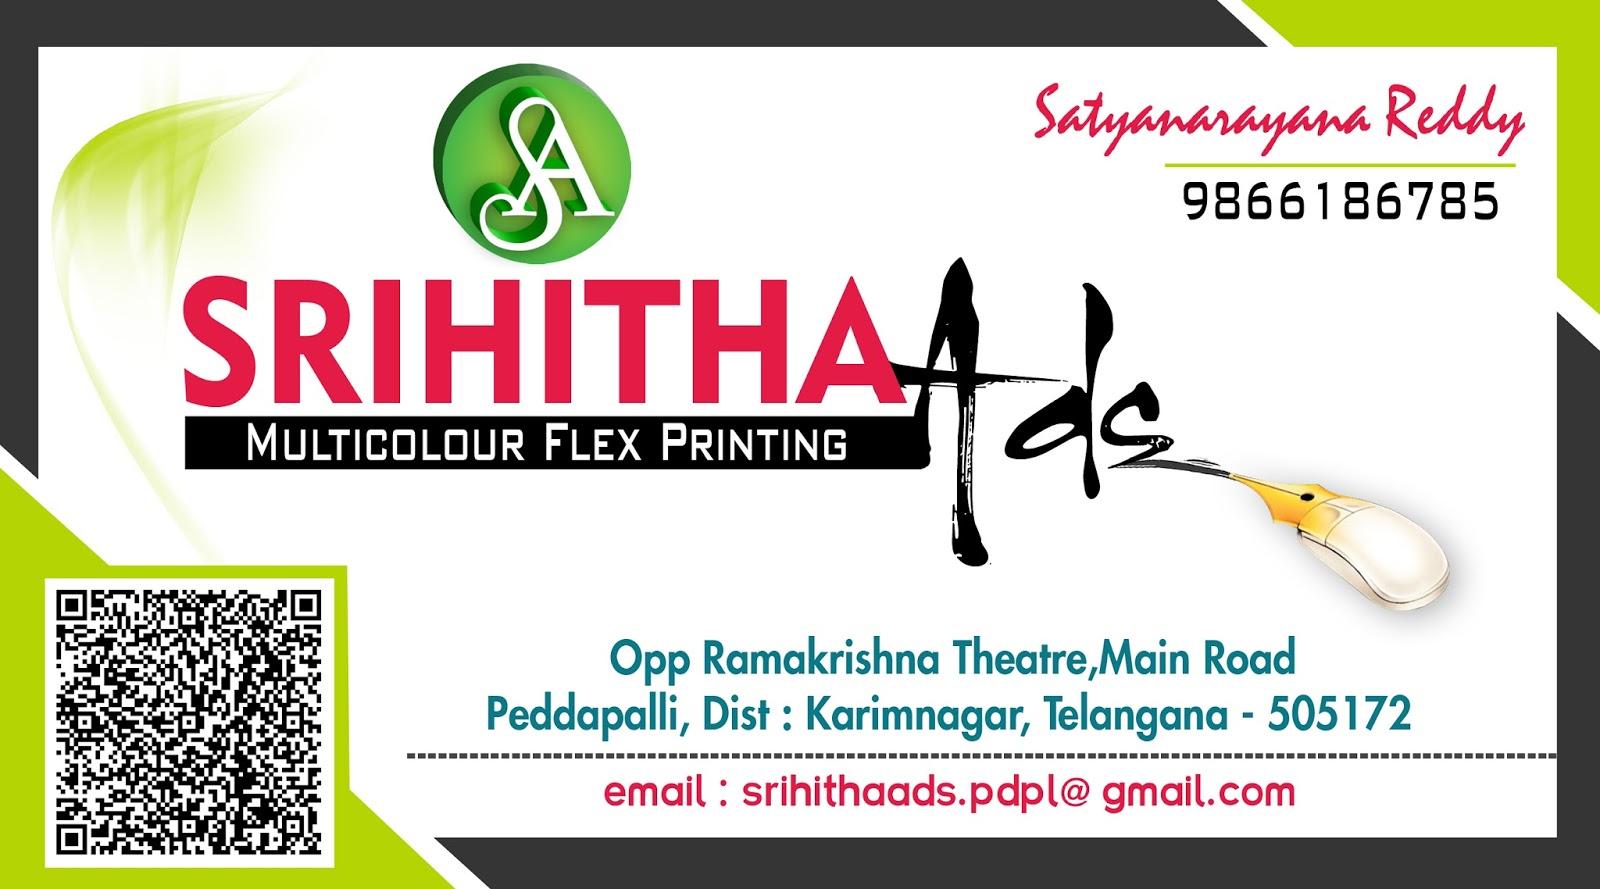 SA
Satyanarayana Reddy
9866186785
SRIHITHA Ads
MULTICOLOUR FLEX PRINTING
Opp Ramakrishna Theatre,Main Road
Peddapalli, Dist : Karimnagar, Telangana - 505172
email : srihithaads.pdpl@ gmail.com